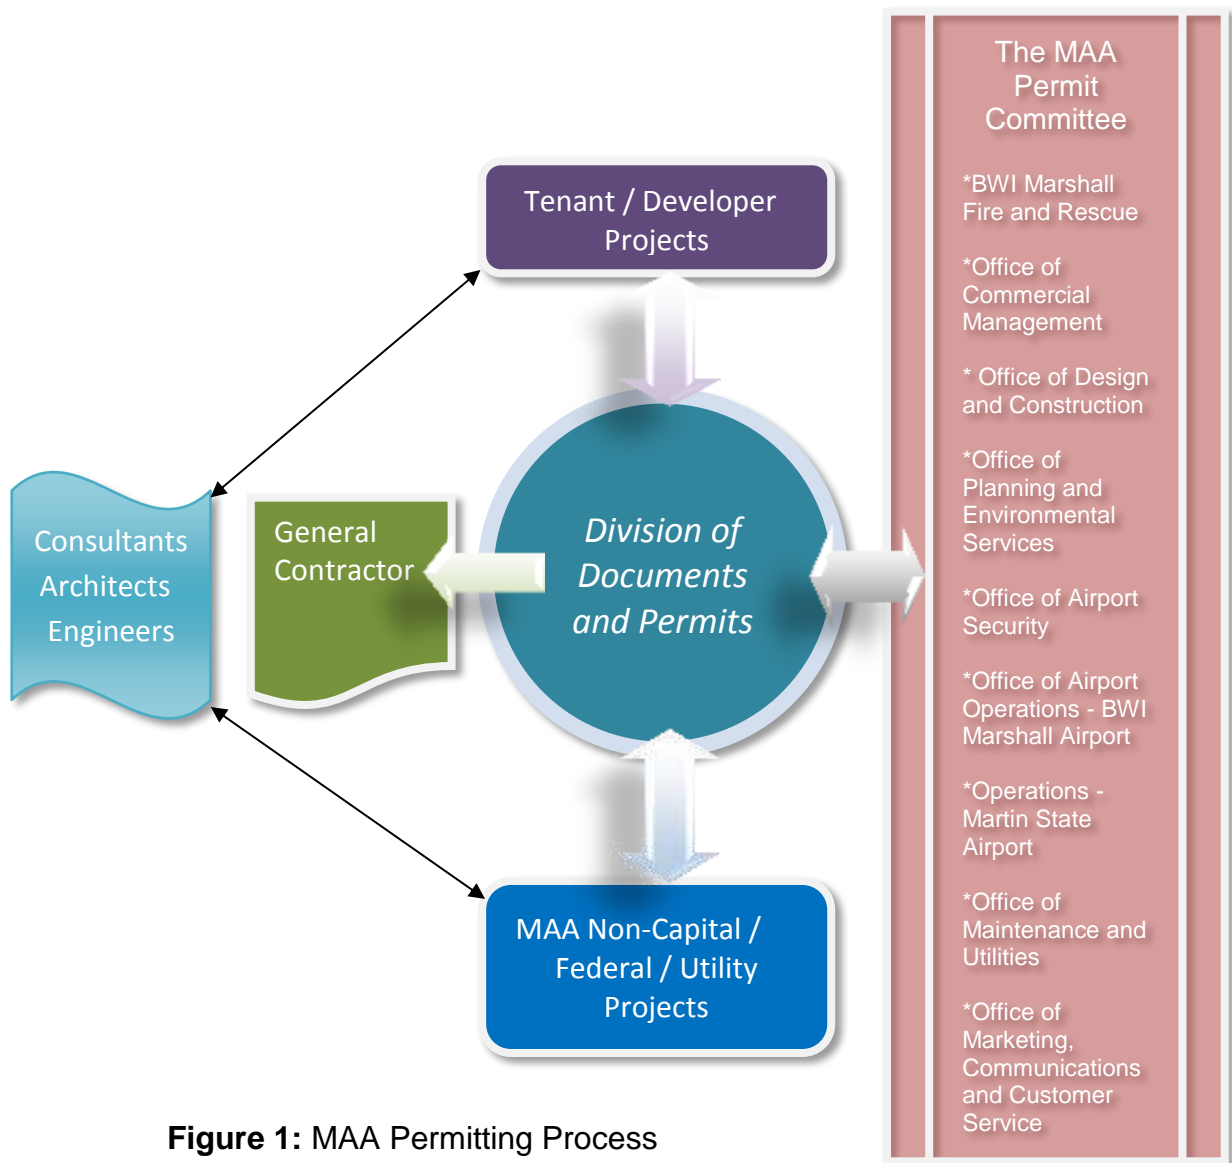 The MAA
Permit
Committee
*BWI Marshall
Fire and Rescue
*Office of
Commercial
Management
* Office of Design
and Construction
*Office of
Planning and
Environmental
Services
*Office of Airport
Security
*Office of Airport
Operations - BWI
Marshall Airport
*Operations -
Martin State
Airport
*Office of
Maintenance and
Utilities
*Office of
Marketing,
Communications
and Customer
Service
Tenant / Developer
Projects
Consultants
Architects
Engineers
General
Contractor
Division of
Documents
and Permits
MAA Non-Capital /
Federal / Utility
Projects
Figure 1: MAA Permitting Process